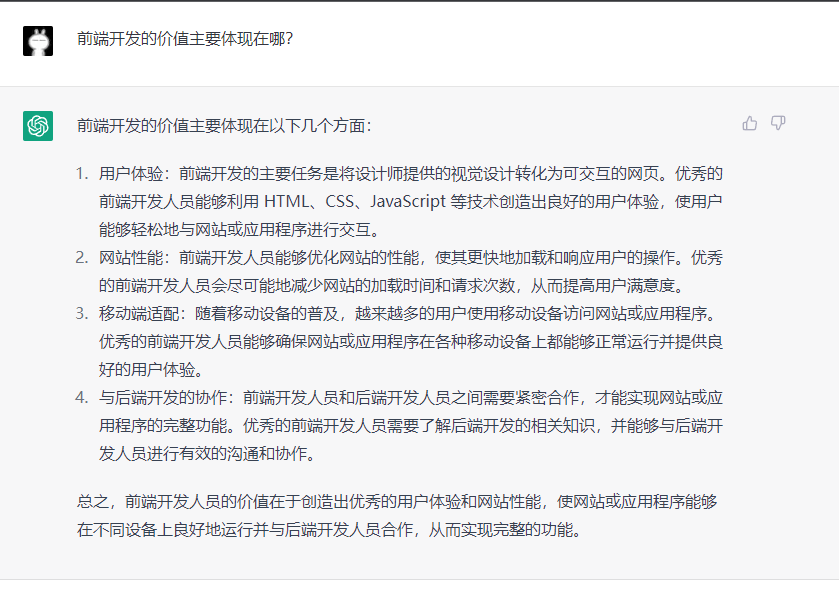 前端开发的价值主要体现在哪？
前端开发的价值主要体现在以下几个方面：
1. 用户体验：前端开发的主要任务是将设计师提供的视觉设计转化为可交互的网页。优秀的
前端开发人员能够利用 HTML、CSS、JavaScript 等技术创造出良好的用户体验，使用户
能够轻松地与网站或应用程序进行交互。
2. 网站性能：前端开发人员能够优化网站的性能，使其更快地加载和响应用户的操作。优秀
的前端开发人员会尽可能地减少网站的加载时间和请求次数，从而提高用户满意度。
3. 移动端适配：随着移动设备的普及，越来越多的用户使用移动设备访问网站或应用程序。
优秀的前端开发人员能够确保网站或应用程序在各种移动设备上都能够正常运行并提供良
好的用户体验。
4. 与后端开发的协作：前端开发人员和后端开发人员之间需要紧密合作，才能实现网站或应
用程序的完整功能。优秀的前端开发人员需要了解后端开发的相关知识，并能够与后端开
发人员进行有效的沟通和协作。
总之，前端开发人员的价值在于创造出优秀的用户体验和网站性能，使网站或应用程序能够
在不同设备上良好地运行并与后端开发人员合作，从而实现完整的功能。